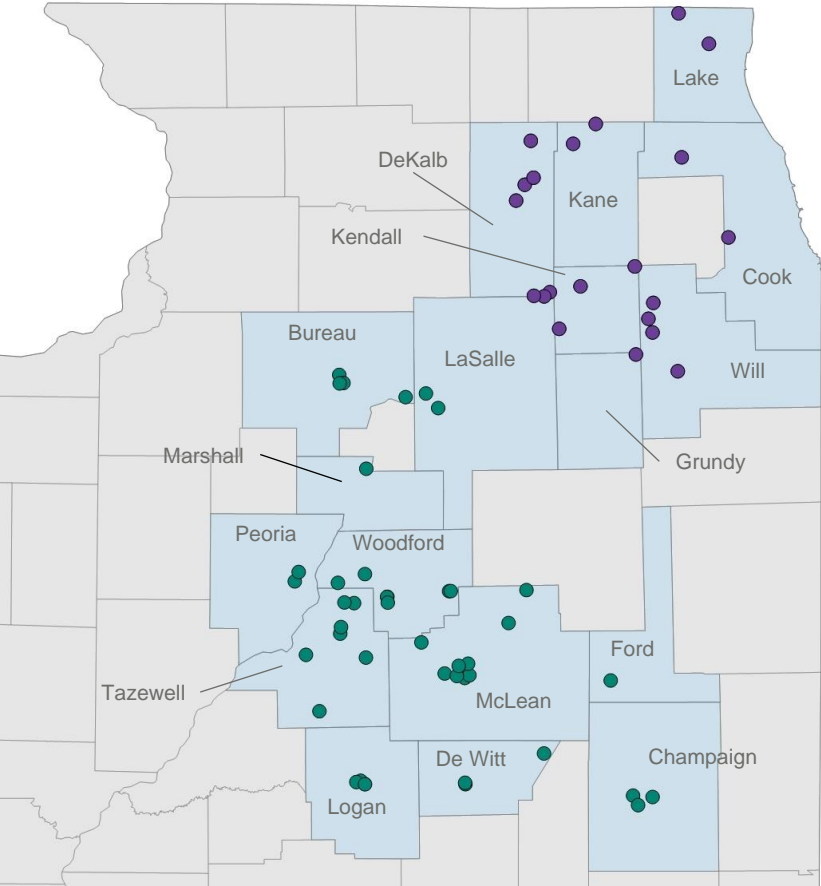 Lake
DeKalb
Kane
Kendall
Cook
Bureau
LaSalle
Will
Marshall
Grundy
Peoria
Woodford
Ford
Tazewell
McLean
De Witt
Champaign
Logan